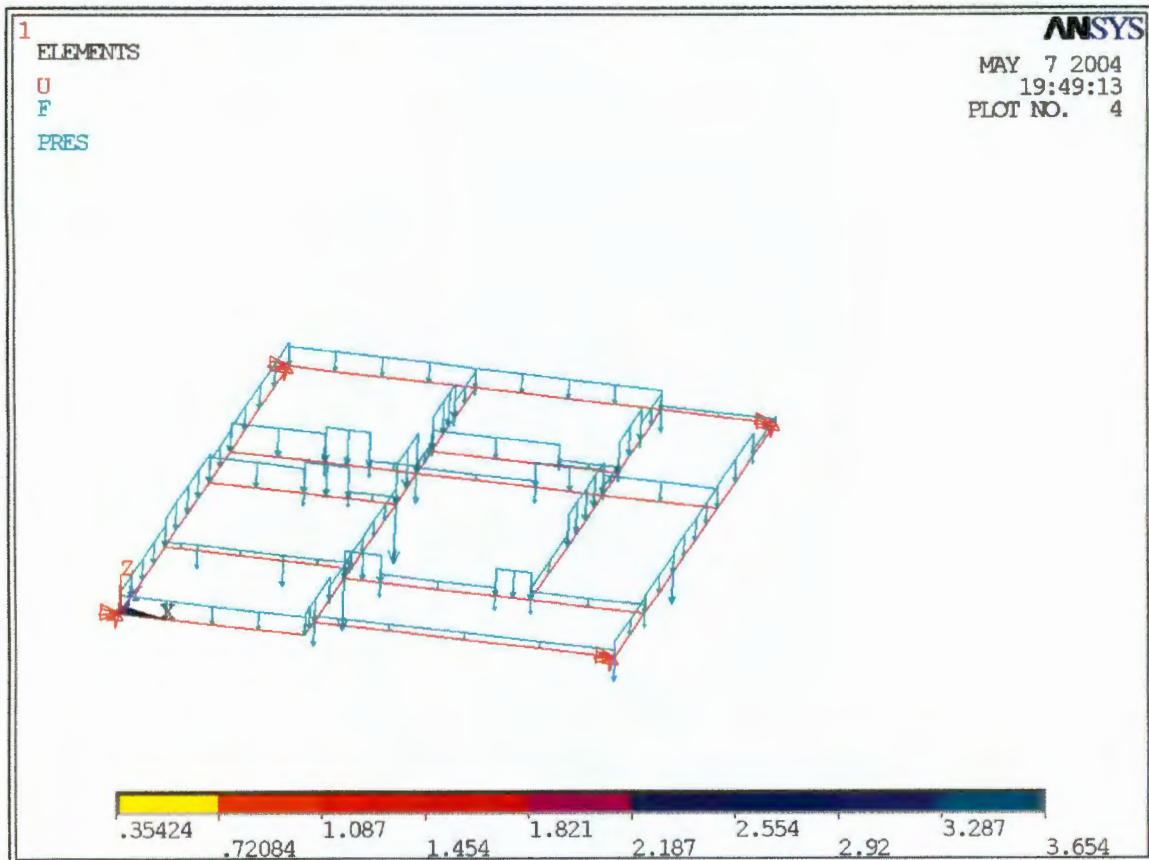 1
ELEMENTS
U
F
PRES
ANSYS
MAY 7 2004
19:49:13
PLOT NO. 4
Z
X
.35424
.72084
1.087
1.454
1.821
2.187
2.554
2.92
3.287
3.654